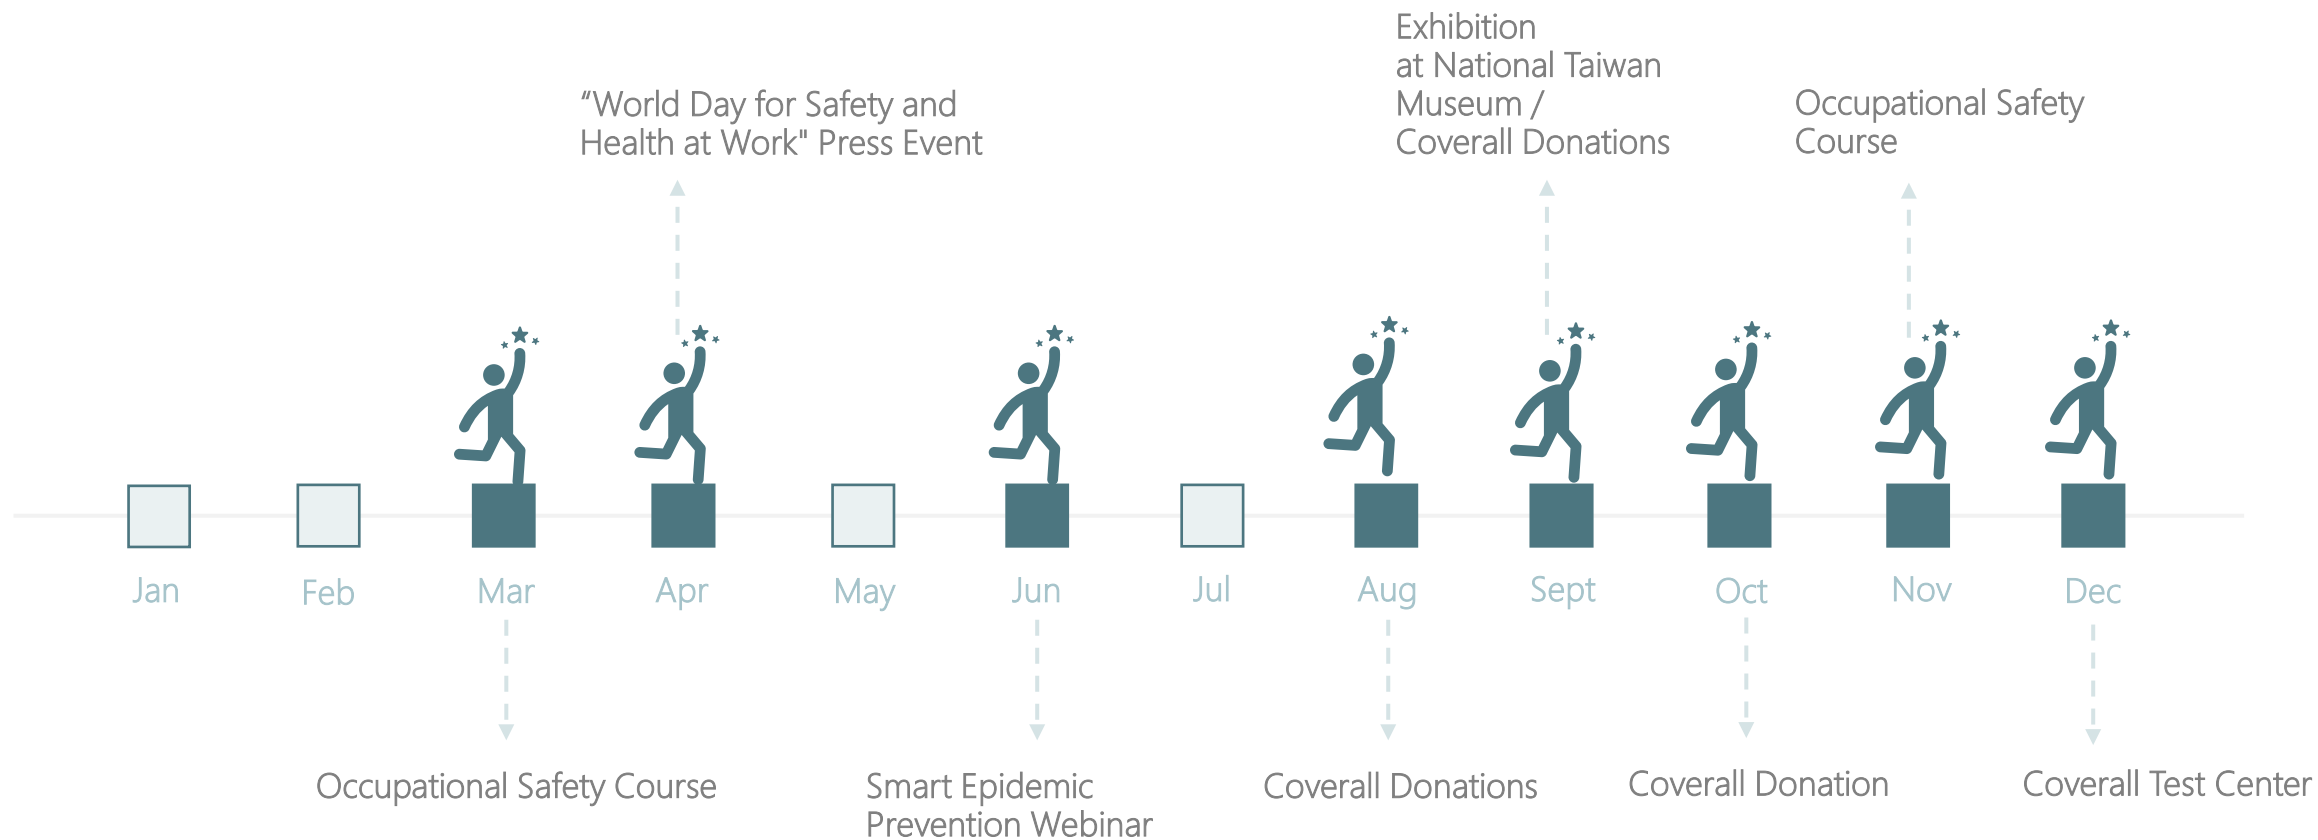 Exhibition
at National Taiwan
Museum /
Coverall Donations
“World Day for Safety and
Health at Work" Press Event
Occupational Safety
Course
Jan
Feb
Mar
Apr
May
Jun
Jul
Aug
Sept
Oct
Nov
Dec
Occupational Safety Course
Smart Epidemic
Prevention Webinar
Coverall Donations
Coverall Donation
Coverall Test Center